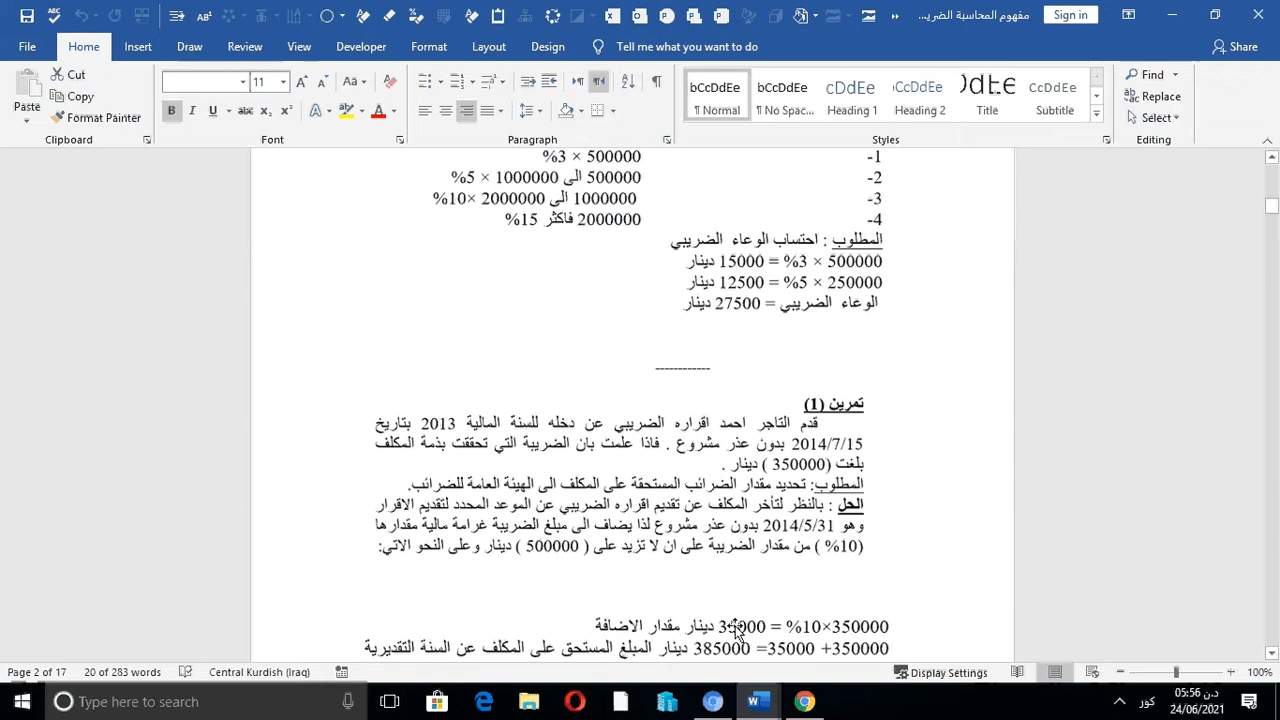 مفهوم المحاسبة الضريـ...
Sign in
File Home Insert Draw Design Layout Format Developer View Review Tell me what you want to do Share
Paste
Cut
Copy
Format Painter
Clipboard
11
Font
Paragraph
bCcDdEe bCcDdEe cDdEe cDdEe CcDdEe
¶ Normal ¶ No Spac... Heading 1 Heading 2 Title Subtitle
Styles
Find
Replace
Select
Editing
1- 500000 × 3%
2- 500000 الى 1000000 × 5%
3- 1000000 الى 2000000 ×10%
4- 2000000 فاكثر 15%
المطلوب : احتساب الوعاء الضريبي
500000 × 3% = 15000 دينار
250000 × 5% = 12500 دينار
الوعاء الضريبي = 27500 دينار
------------
تمرين (1)
قدم التاجر احمد اقراره الضريبي عن دخله للسنة المالية 2013 بتاريخ
2014/7/15 بدون عذر مشروع . فاذا علمت بان الضريبة التي تحققت بذمة المكلف
بلغت (350000 ) دينار .
المطلوب: تحديد مقدار الضرائب المستحقة على المكلف الى الهيئة العامة للضرائب.
الحل : بالنظر لتأخر المكلف عن تقديم اقراره الضريبي عن الموعد المحدد لتقديم الاقرار
وهو 2014/5/31 بدون عذر مشروع لذا يضاف الى مبلغ الضريبة غرامة مالية مقدارها
(10% ) من مقدار الضريبة على ان لا تزيد على ( 500000 ) دينار وعلى النحو الاتي:
350000×10% = 35000 دينار مقدار الاضافة
350000+ 35000= 385000 دينار المبلغ المستحق على المكلف عن السنة التقديرية
Page 2 of 17 20 of 283 words Central Kurdish (Iraq) Display Settings 100%
Type here to search
كور
05:56 د.ن
24/06/2021